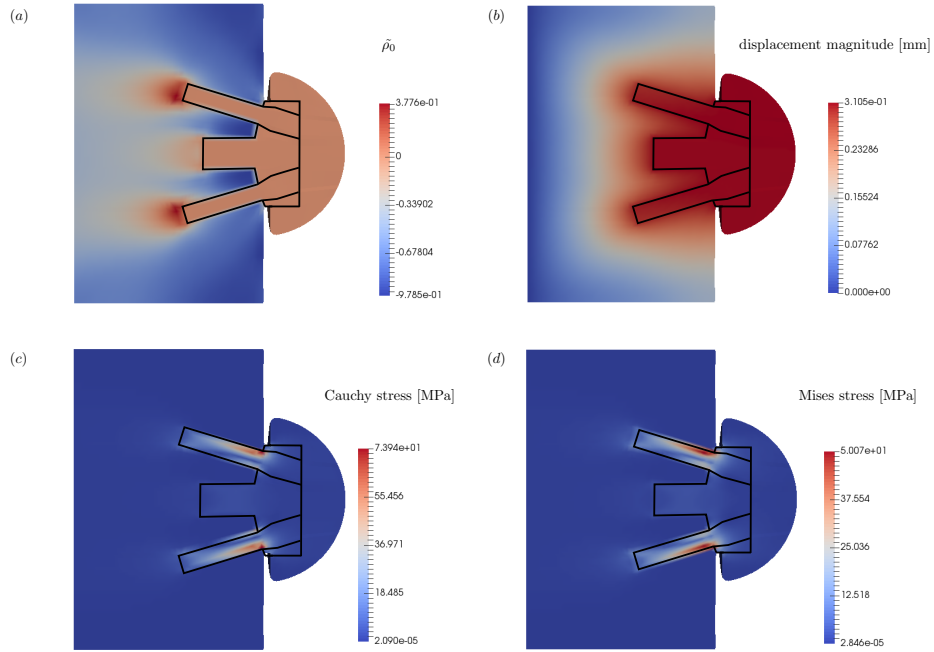 (a)
ρ̃₀
3.776e-01
0
-0.33902
-0.67804
-9.785e-01
(b)
displacement magnitude [mm]
3.105e-01
0.23286
0.15524
0.07762
0.000e+00
(c)
Cauchy stress [MPa]
7.394e+01
55.456
36.971
18.485
2.090e-05
(d)
Mises stress [MPa]
5.007e+01
37.554
25.036
12.518
2.846e-05